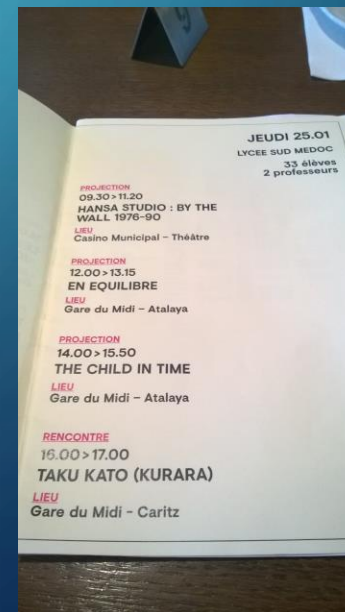 JEUDI 25.01
LYCEE SUD MEDOC
33 élèves
2 professeurs
PROJECTION
09.30>11.20
HANSA STUDIO : BY THE
WALL 1976-90
LIEU
Casino Municipal - Théâtre
PROJECTION
12.00>13.15
EN EQUILIBRE
LIEU
Gare du Midi - Atalaya
PROJECTION
14.00>15.50
THE CHILD IN TIME
LIEU
Gare du Midi - Atalaya
RENCONTRE
16.00>17.00
TAKU KATO (KURARA)
LIEU
Gare du Midi - Caritz